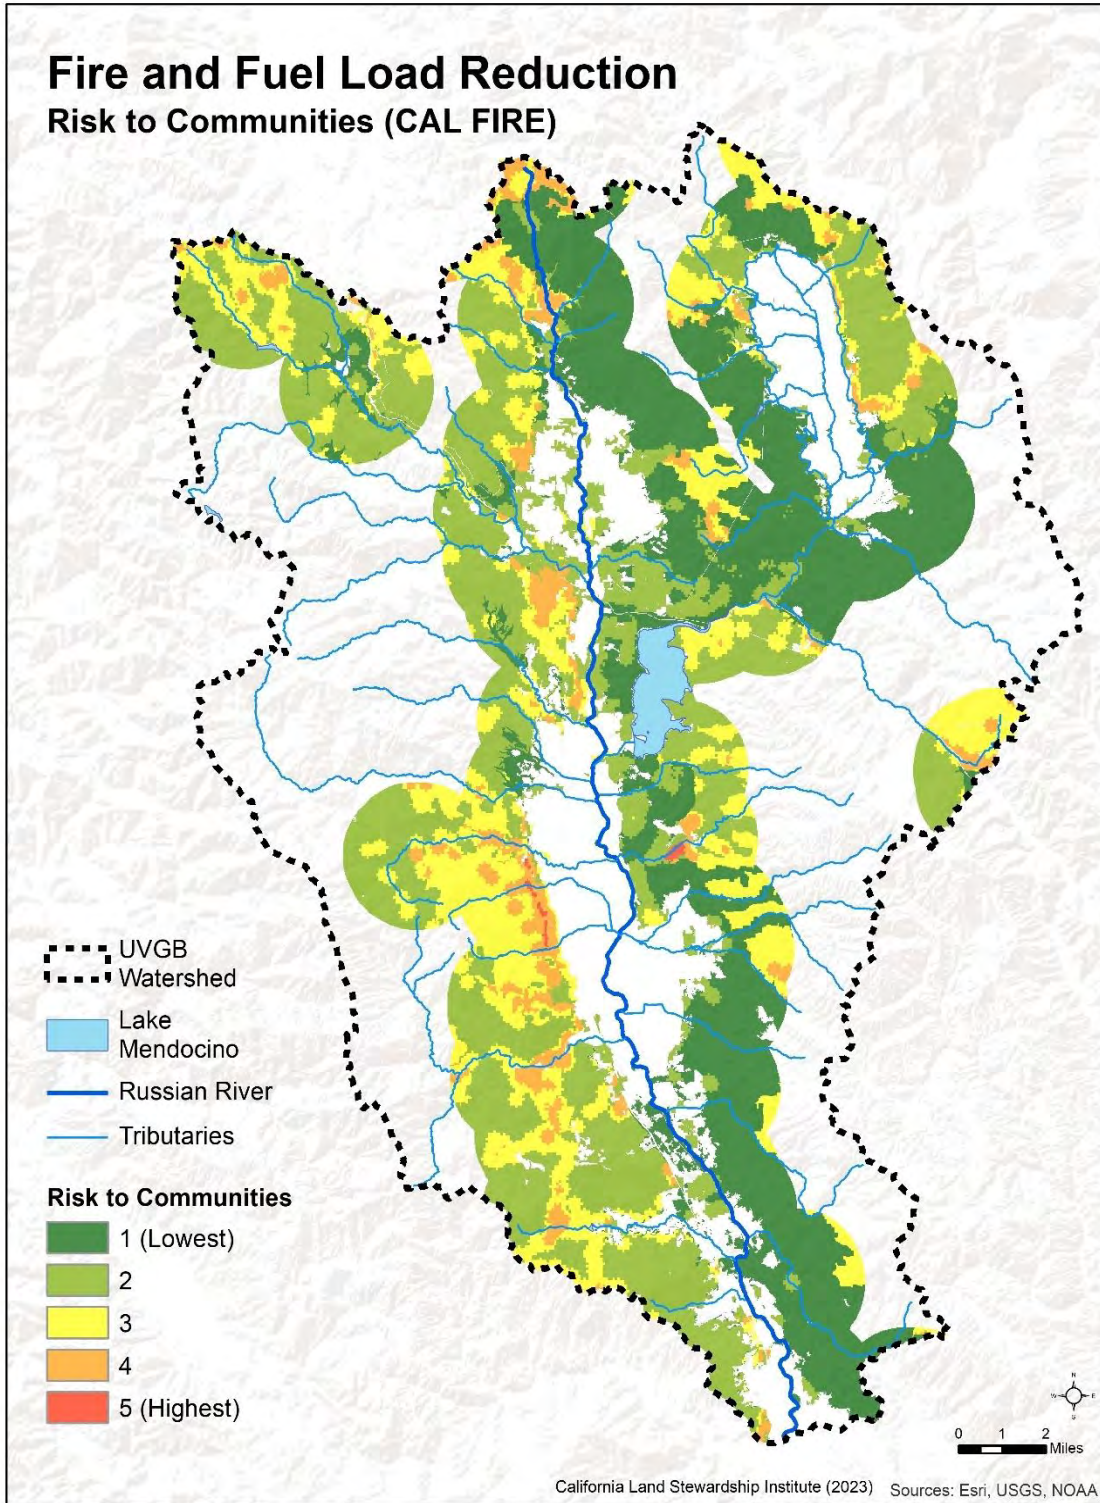 Fire and Fuel Load Reduction
Risk to Communities (CAL FIRE)
UVGB
Watershed
Lake
Mendocino
Russian River
Tributaries
Risk to Communities
1 (Lowest)
2
3
4
5 (Highest)
N
W E
S
0 1 2
Miles
California Land Stewardship Institute (2023) Sources: Esri, USGS, NOAA